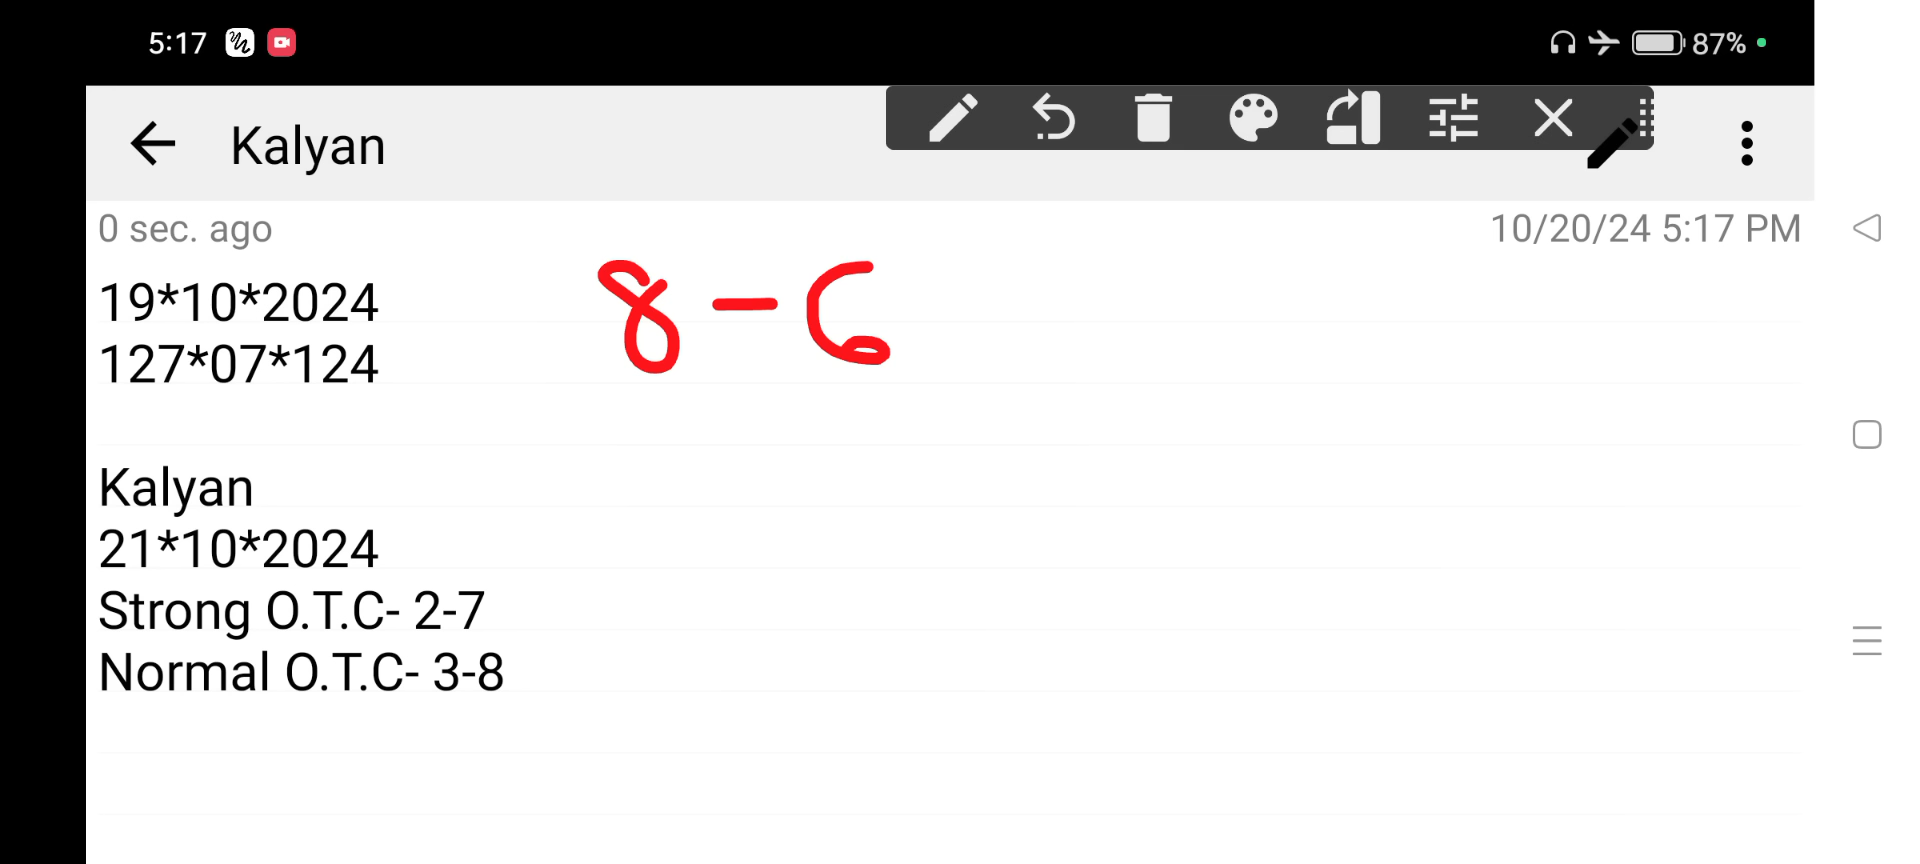 5:17
87%
Kalyan
0 sec. ago
10/20/24 5:17 PM
19*10*2024
8-6
127*07*124
Kalyan
21*10*2024
Strong O.T.C- 2-7
Normal O.T.C- 3-8